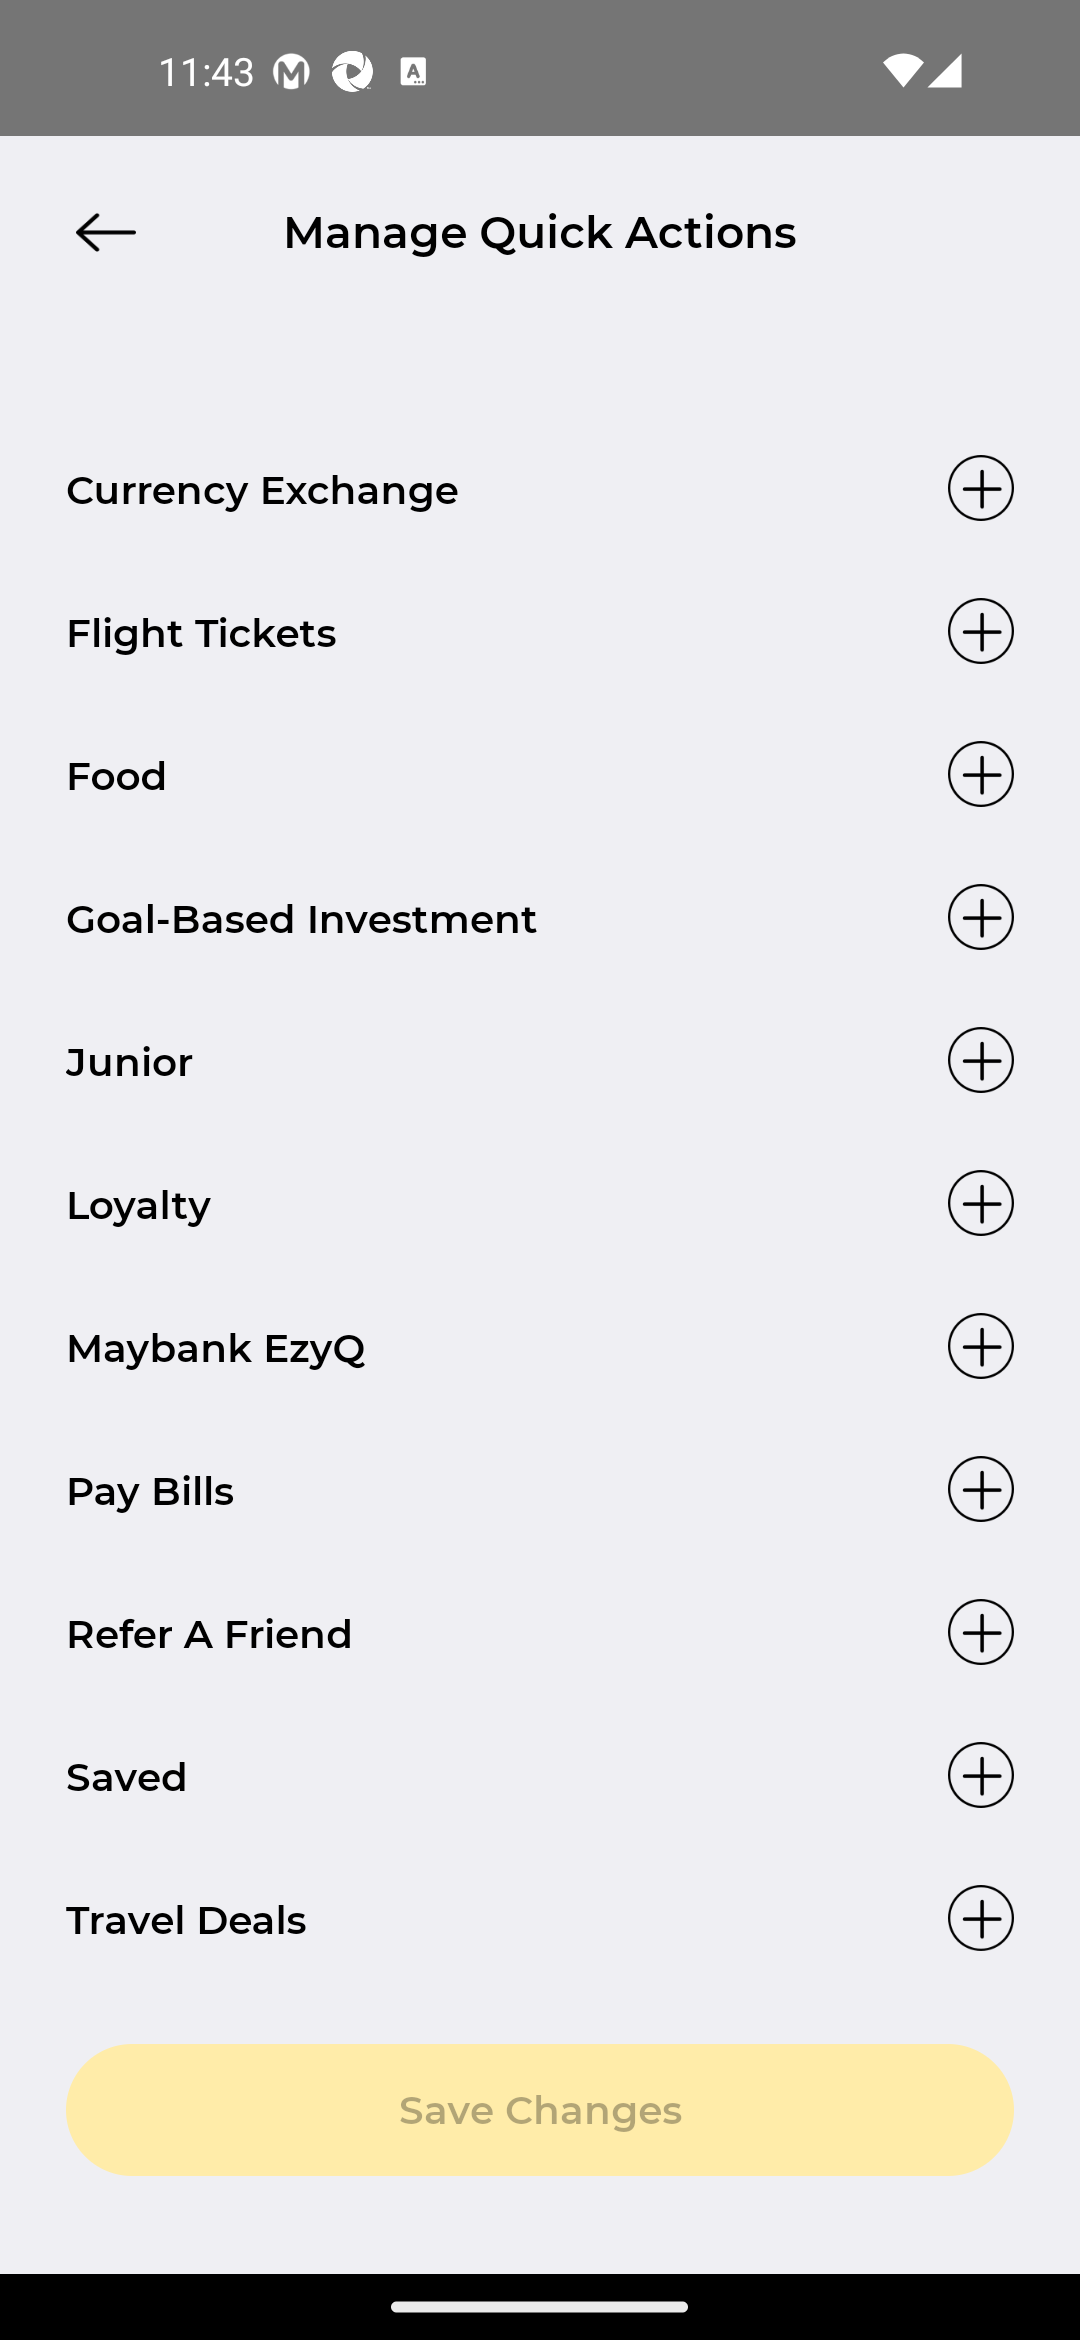 11:43
Manage Quick Actions
Currency Exchange
Flight Tickets
Food
Goal-Based Investment
Junior
Loyalty
Maybank EzyQ
Pay Bills
Refer A Friend
Saved
Travel Deals
Save Changes